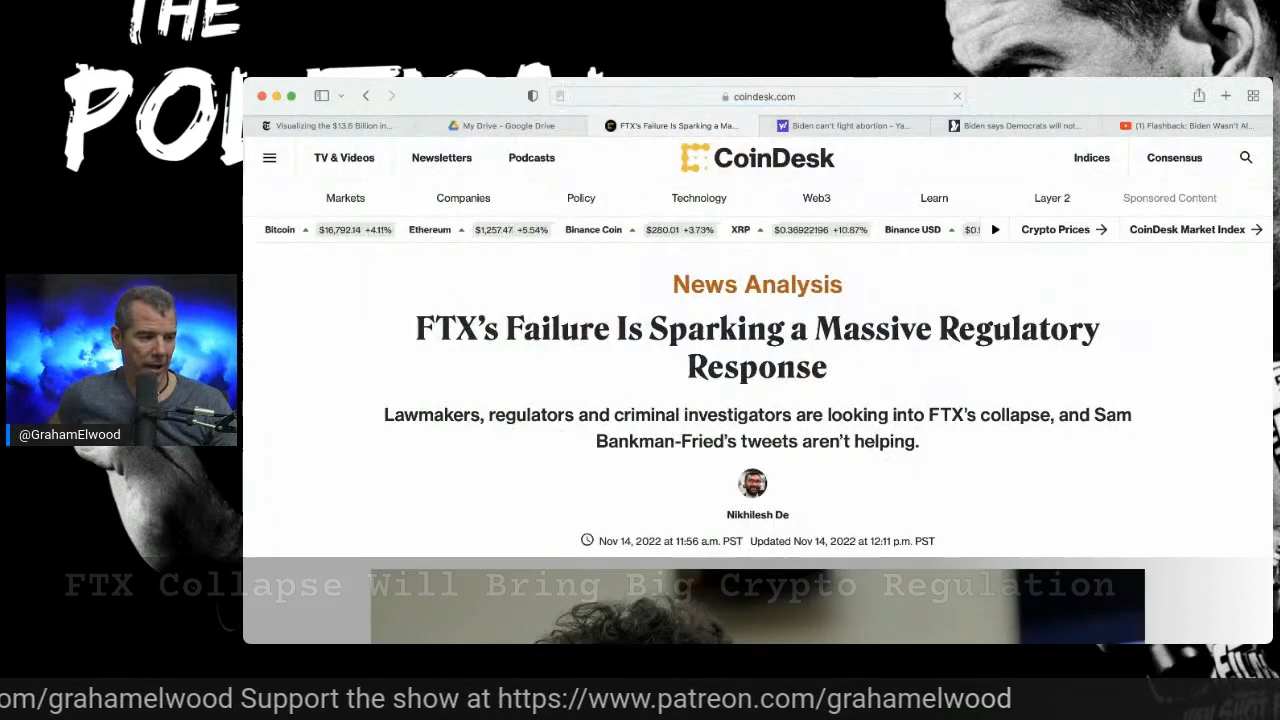 THE
coindesk.com
Visualizing the $13.6 Billion in...
My Drive - Google Drive
FTX's Failure Is Sparking a Ma...
Biden can't fight abortion - Ya...
Biden says Democrats will not...
(1) Flashback: Biden Wasn't Al...
TV & Videos Newsletters Podcasts
CoinDesk
Indices Consensus
Markets Companies Policy Technology Web3 Learn Layer 2 Sponsored Content
Bitcoin $16,792.14 +4.11% Ethereum $1,257.47 +5.54% Binance Coin $280.01 +3.73% XRP $0.36922196 +10.87% Binance USD Crypto Prices → CoinDesk Market Index →
News Analysis
FTX's Failure Is Sparking a Massive Regulatory
Response
Lawmakers, regulators and criminal investigators are looking into FTX's collapse, and Sam
Bankman-Fried's tweets aren't helping.
Nikhilesh De
Nov 14, 2022 at 11:56 a.m. PST Updated Nov 14, 2022 at 12:11 p.m. PST
@GrahamElwood
FTX Collapse Will Bring Big Crypto Regulation
om/grahamelwood Support the show at https://www.patreon.com/grahamelwood